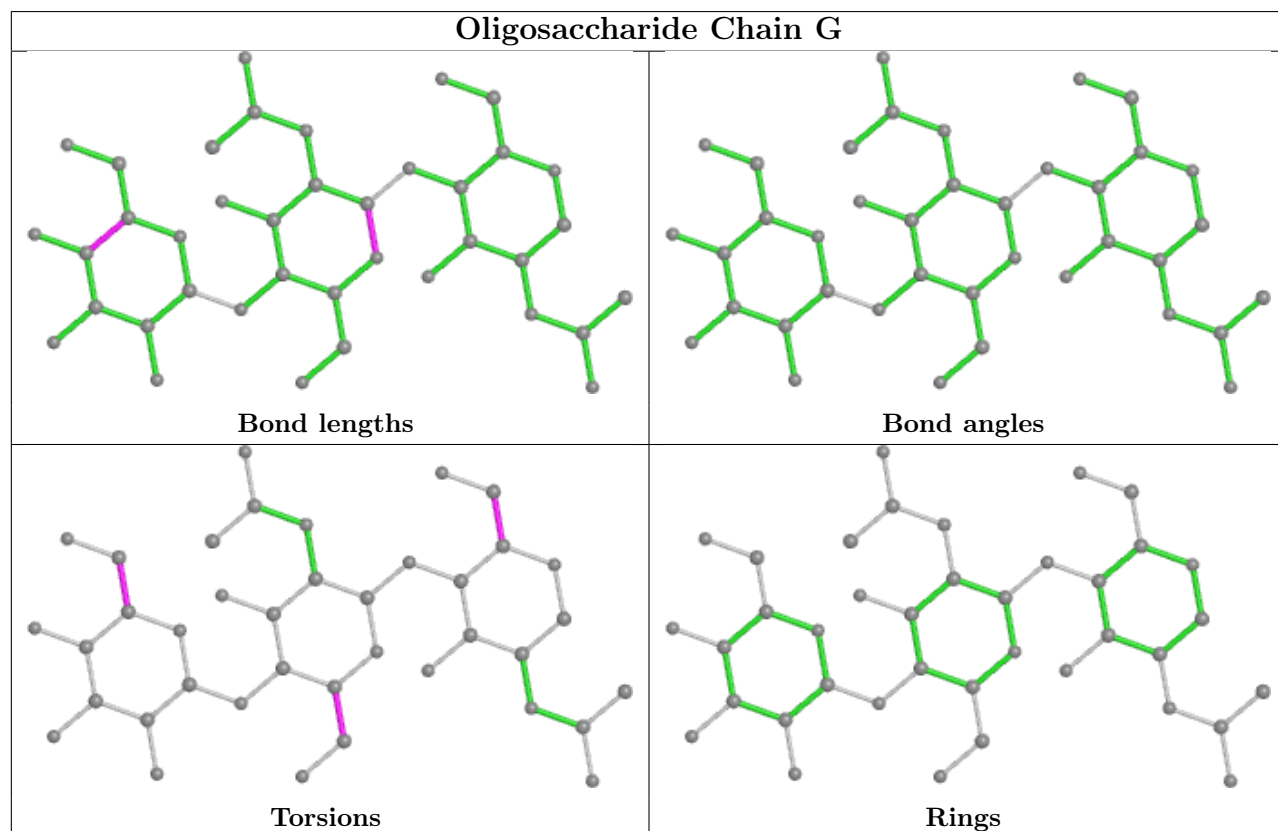 Oligosaccharide Chain G
Bond lengths
Bond angles
Torsions
Rings